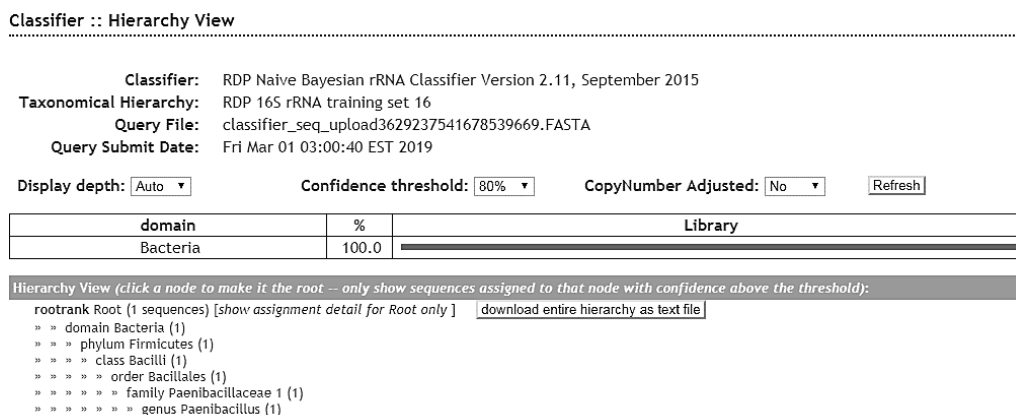 Classifier :: Hierarchy View
Classifier: RDP Naive Bayesian rRNA Classifier Version 2.11, September 2015
Taxonomical Hierarchy: RDP 16S rRNA training set 16
Query File: classifier_seq_upload3629237541678539669.FASTA
Query Submit Date: Fri Mar 01 03:00:40 EST 2019
Display depth: Auto ▼ Confidence threshold: 80% ▼ CopyNumber Adjusted: No ▼ Refresh
domain % Library
Bacteria 100.0
Hierarchy View (click a node to make it the root -- only show sequences assigned to that node with confidence above the threshold):
rootrank Root (1 sequences) [show assignment detail for Root only ] download entire hierarchy as text file
» » domain Bacteria (1)
» » » phylum Firmicutes (1)
» » » » class Bacilli (1)
» » » » » order Bacillales (1)
» » » » » » family Paenibacillaceae 1 (1)
» » » » » » » genus Paenibacillus (1)